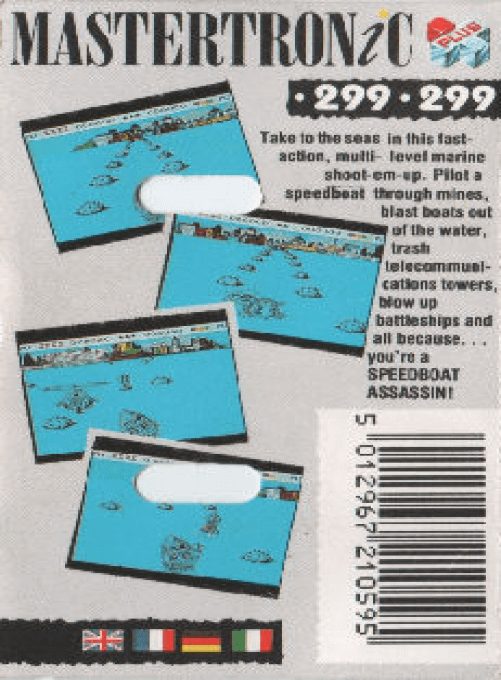 MASTERTRONiC
PLUS
· 299 · 299
Take to the seas in this fast-
action, multi- level marine
shoot-em-up. Pilot a
speedboat through mines,
blast boats out
of the water,
trash
telecommuni-
cations towers,
blow up
battleships and
all because. . .
you're a
SPEEDBOAT
ASSASSIN!
5 012967 210595